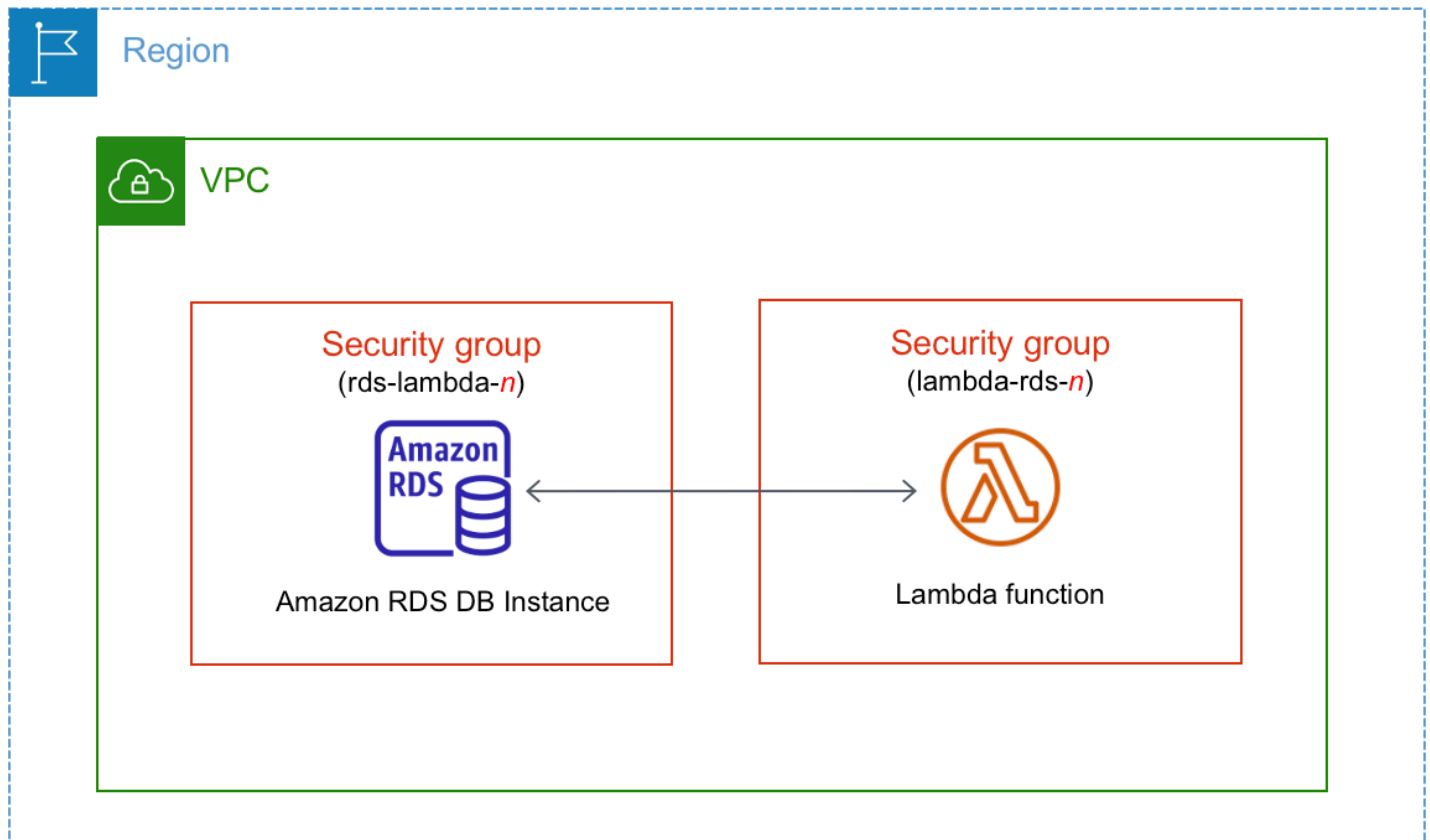 Region
VPC
Security group
(rds-lambda-n)
Amazon
RDS
Amazon RDS DB Instance
Security group
(lambda-rds-n)
Lambda function